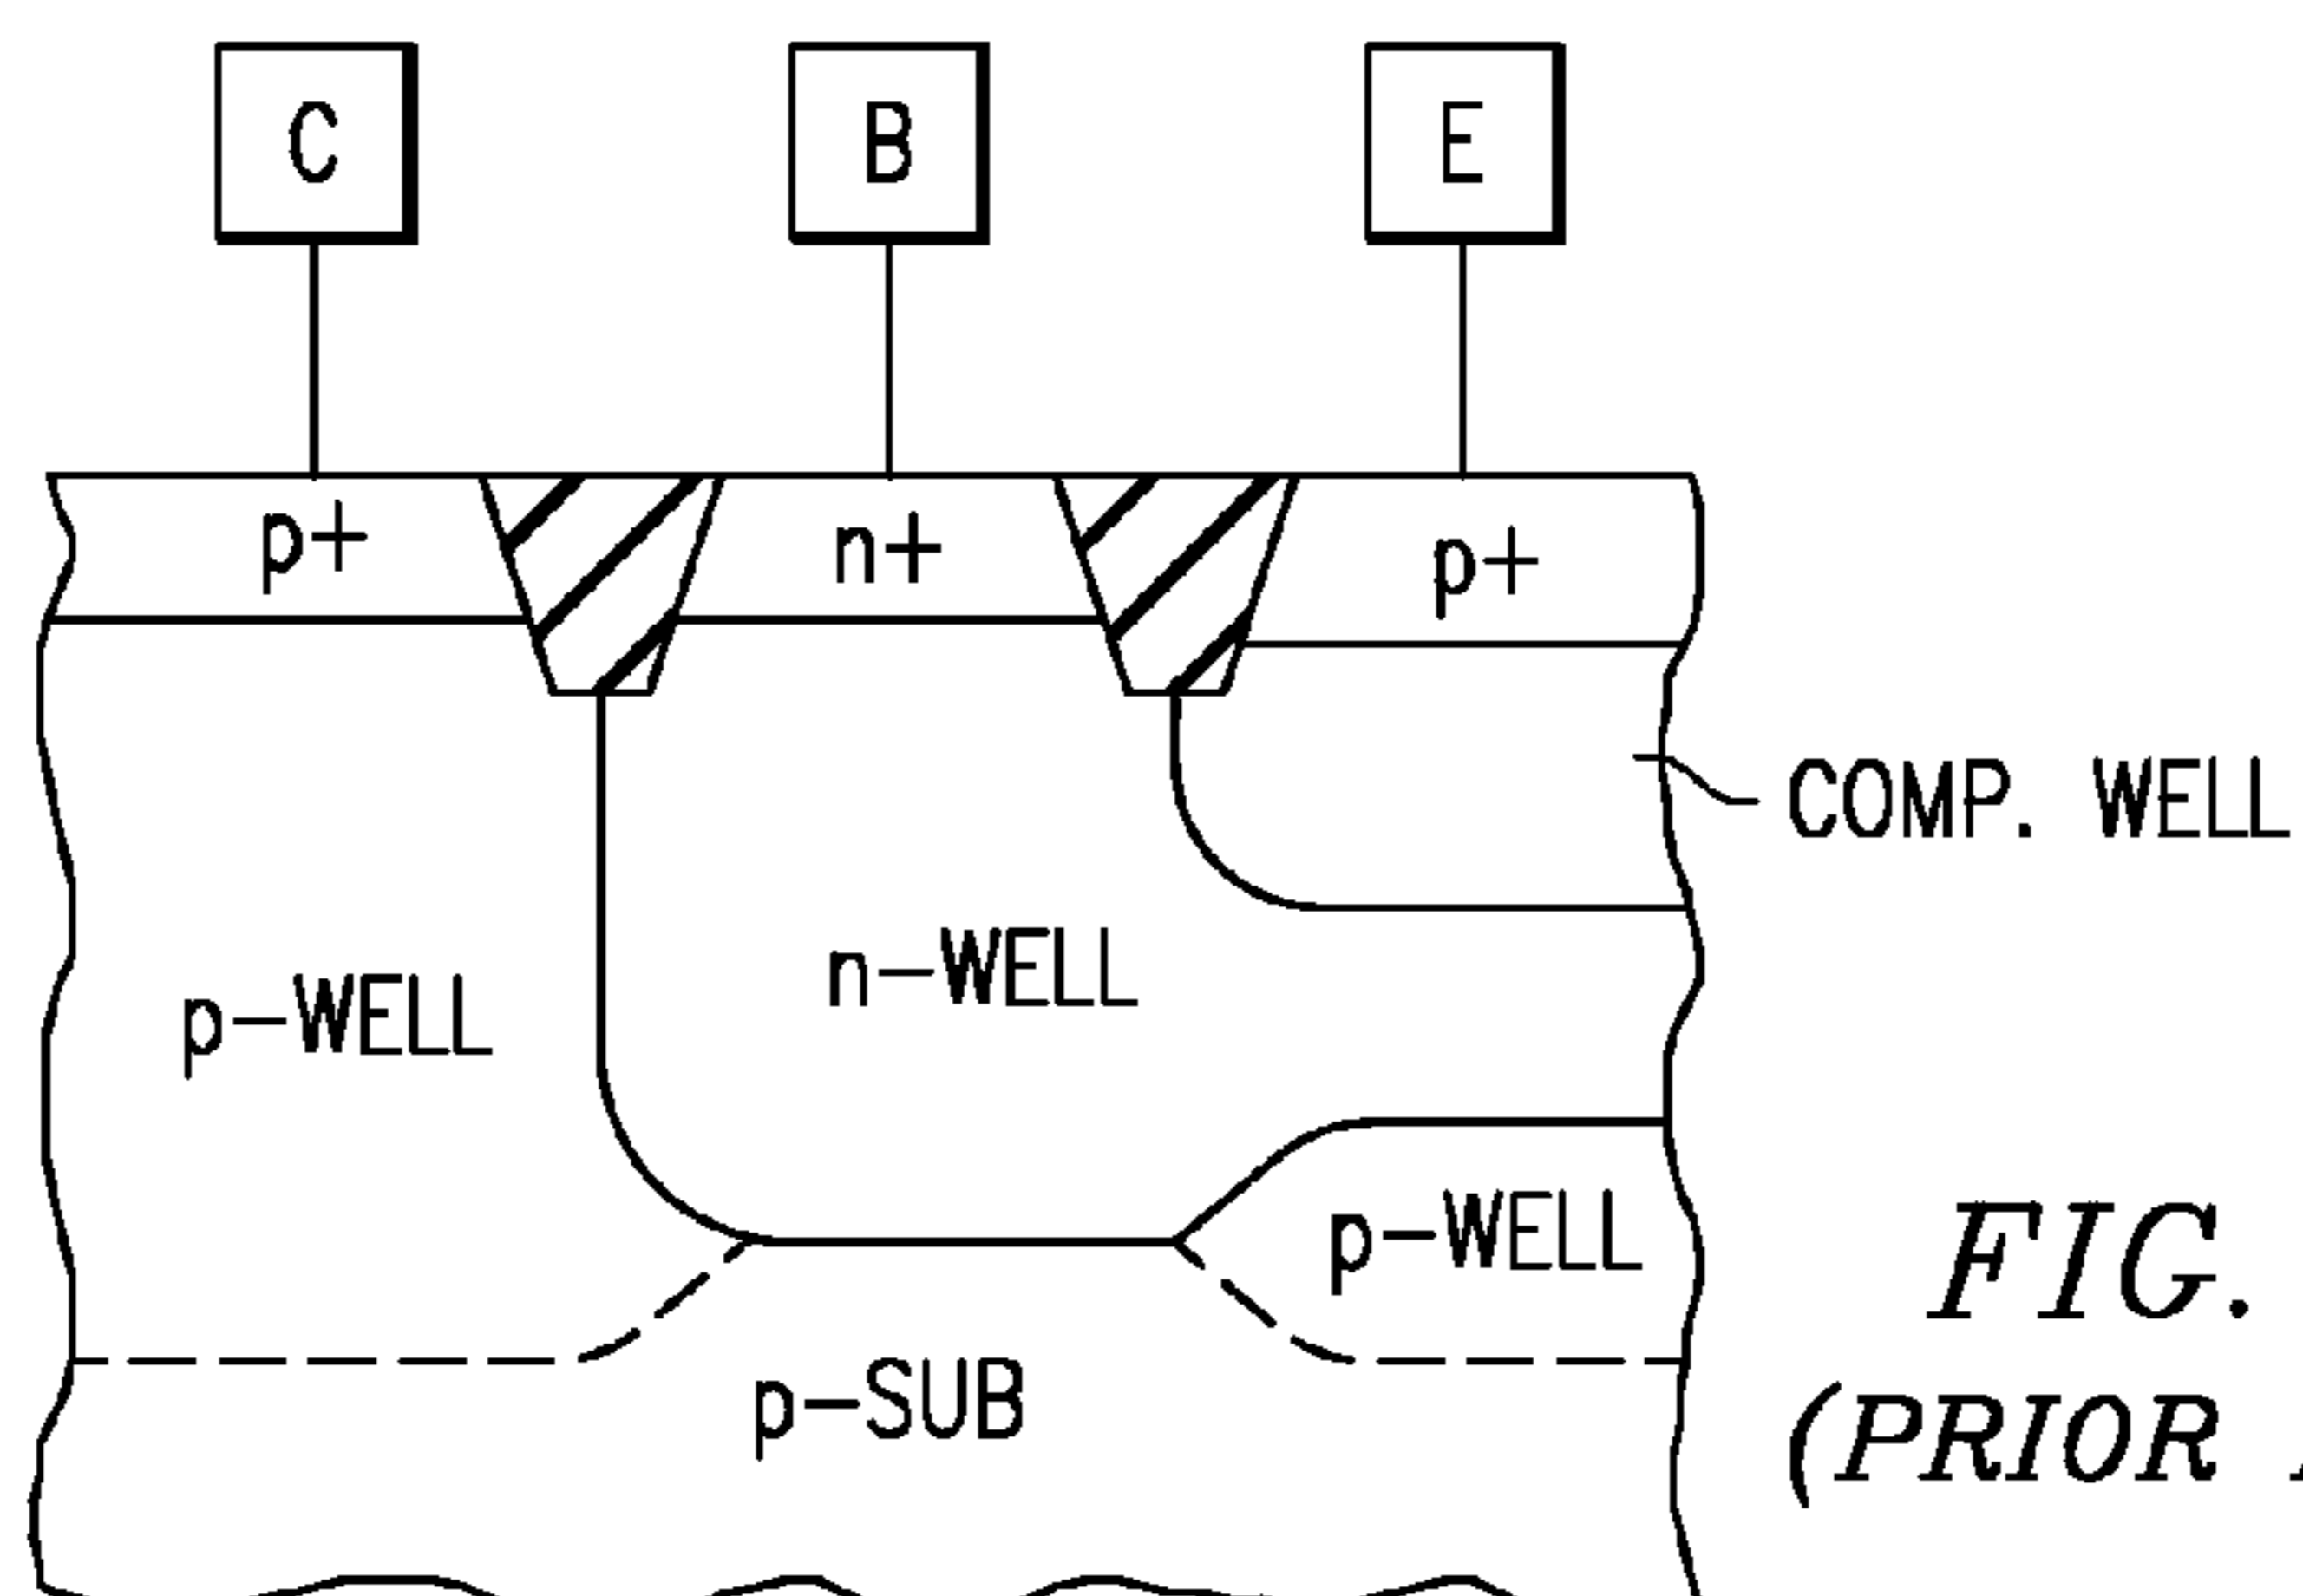 C
B
E
p+
n+
p+
COMP. WELL
n-WELL
p-WELL
p-WELL
p-SUB
FIG.
(PRIOR